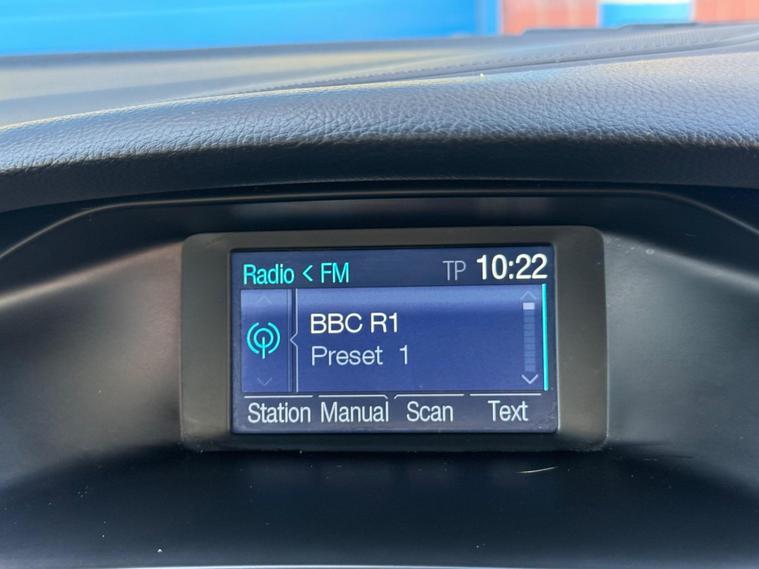 Radio < FM TP 10:22
BBC R1
Preset 1
Station Manual Scan Text